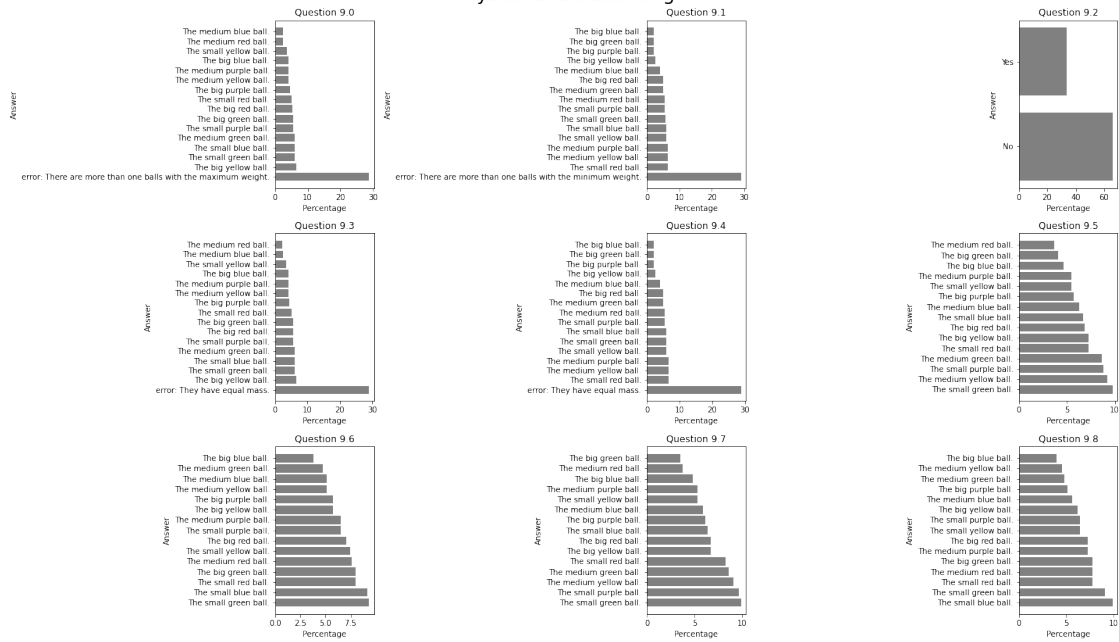 Question 9.0
The medium blue ball.
The medium red ball.
The small yellow ball.
The big blue ball.
The medium purple ball.
The medium yellow ball.
The big purple ball.
The small red ball.
The big red ball.
The big green ball.
The small purple ball.
The medium green ball.
The small blue ball.
The small green ball.
The big yellow ball.
error: There are more than one balls with the maximum weight.
Answer
0 10 20 30
Percentage
Question 9.1
The big blue ball.
The big green ball.
The big purple ball.
The big yellow ball.
The medium blue ball.
The big red ball.
The medium green ball.
The medium red ball.
The small purple ball.
The small green ball.
The small blue ball.
The small yellow ball.
The medium purple ball.
The medium yellow ball.
The small red ball.
error: There are more than one balls with the minimum weight.
Answer
0 10 20 30
Percentage
Question 9.2
Yes
No
Answer
0 20 40 60
Percentage
Question 9.3
The medium red ball.
The medium blue ball.
The small yellow ball.
The big blue ball.
The medium purple ball.
The medium yellow ball.
The big purple ball.
The small red ball.
The big green ball.
The big red ball.
The small purple ball.
The medium green ball.
The small blue ball.
The small green ball.
The big yellow ball.
error: They have equal mass.
Answer
0 10 20 30
Percentage
Question 9.4
The big blue ball.
The big green ball.
The big purple ball.
The big yellow ball.
The medium blue ball.
The big red ball.
The medium green ball.
The medium red ball.
The small purple ball.
The small blue ball.
The small green ball.
The small yellow ball.
The medium purple ball.
The medium yellow ball.
The small red ball.
error: They have equal mass.
Answer
0 10 20 30
Percentage
Question 9.5
The medium red ball.
The big green ball.
The big blue ball.
The medium purple ball.
The small yellow ball.
The big purple ball.
The medium blue ball.
The small blue ball.
The big red ball.
The big yellow ball.
The small red ball.
The medium green ball.
The small purple ball.
The medium yellow ball.
The small green ball.
Answer
0 5 10
Percentage
Question 9.6
The big blue ball.
The medium green ball.
The medium blue ball.
The medium yellow ball.
The big purple ball.
The big yellow ball.
The medium purple ball.
The small purple ball.
The big red ball.
The small yellow ball.
The medium red ball.
The big green ball.
The small red ball.
The small blue ball.
The small green ball.
Answer
0.0 2.5 5.0 7.5
Percentage
Question 9.7
The big green ball.
The medium red ball.
The big blue ball.
The medium purple ball.
The small yellow ball.
The medium blue ball.
The big purple ball.
The small blue ball.
The big red ball.
The big yellow ball.
The small red ball.
The medium green ball.
The medium yellow ball.
The small purple ball.
The small green ball.
Answer
0 5 10
Percentage
Question 9.8
The big blue ball.
The medium yellow ball.
The medium green ball.
The big purple ball.
The medium blue ball.
The big yellow ball.
The small purple ball.
The small yellow ball.
The big red ball.
The medium purple ball.
The big green ball.
The medium red ball.
The small red ball.
The small green ball.
The small blue ball.
Answer
0 5 10
Percentage